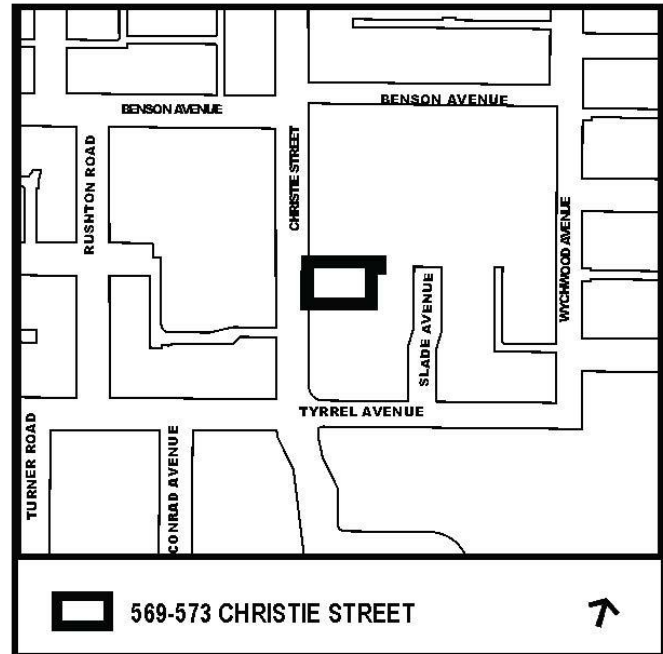 BENSON AVENUE
BENSON AVENUE
RUSHTON ROAD
CHRISTIE STREET
WYCHWOOD AVENUE
SLADE AVENUE
TYRREL AVENUE
TURNER ROAD
CONRAD AVENUE
569-573 CHRISTIE STREET